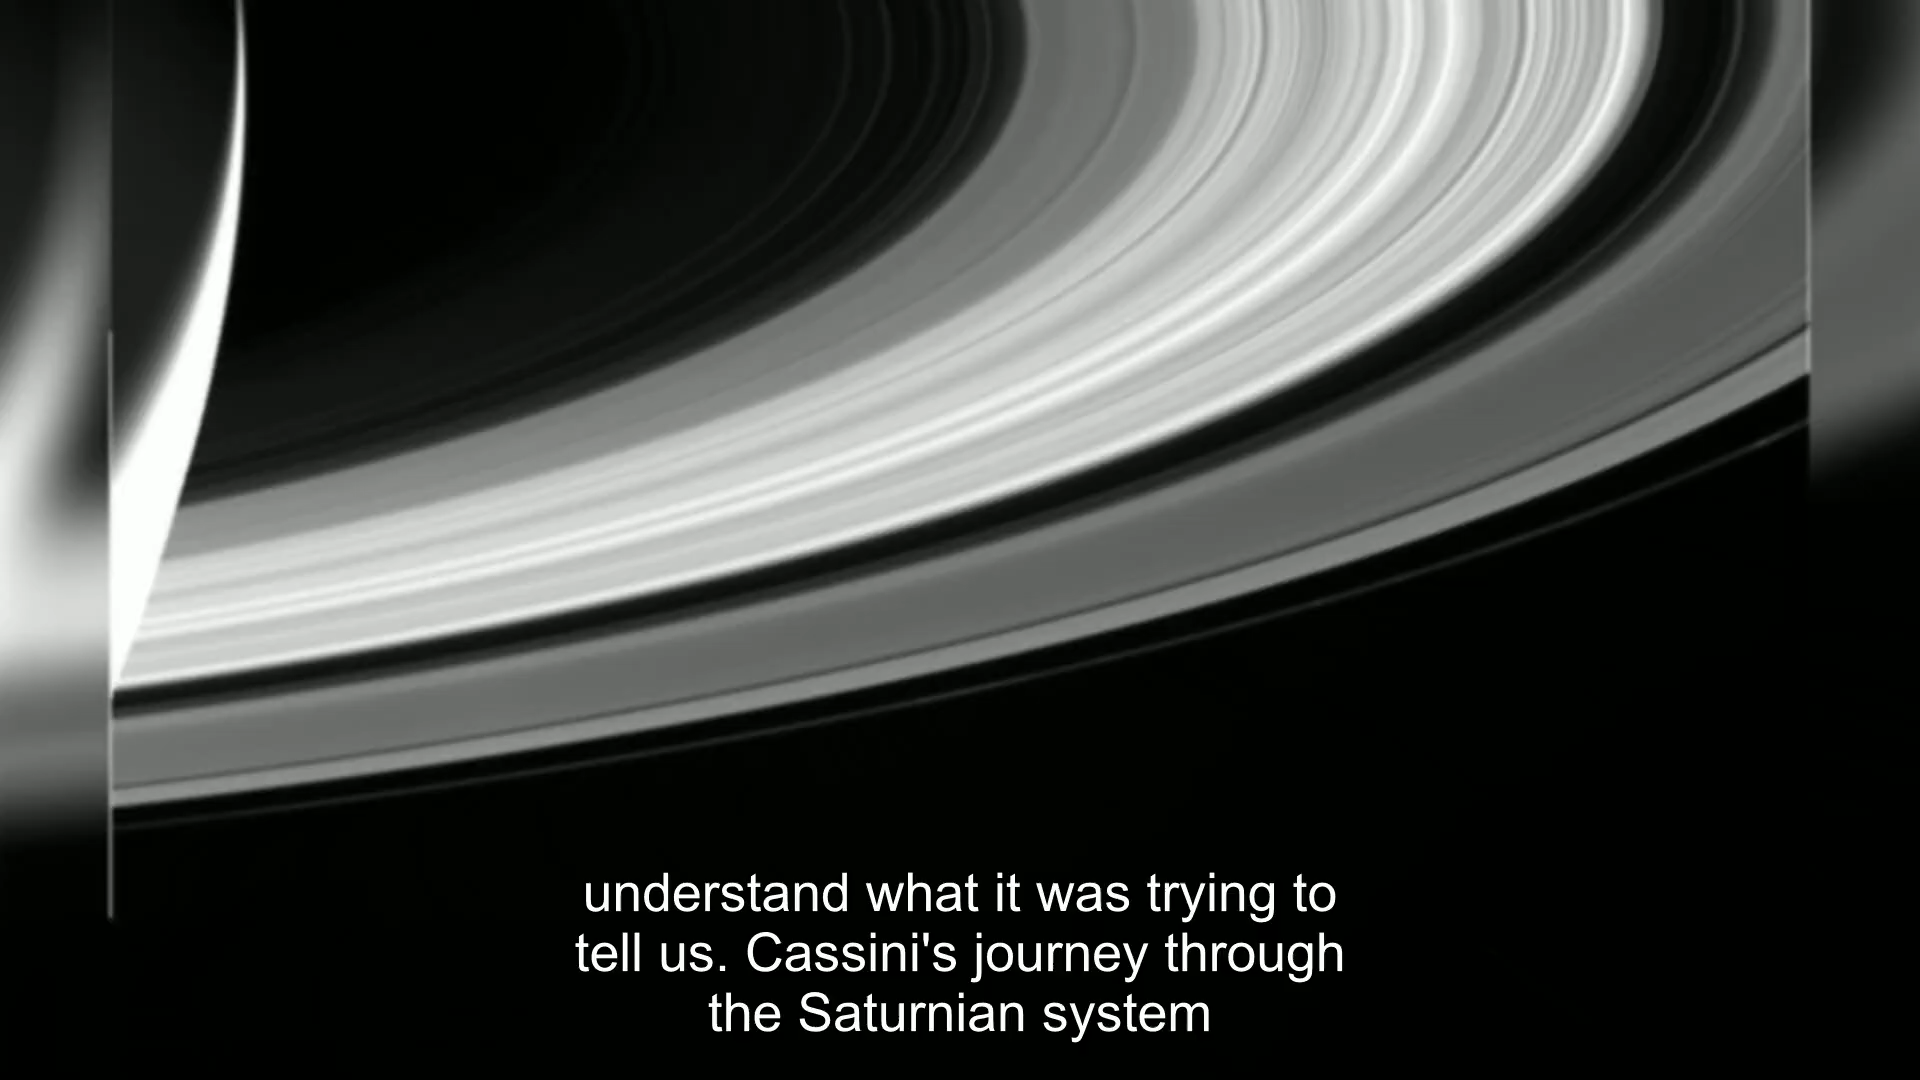 understand what it was trying to
tell us. Cassini's journey through
the Saturnian system